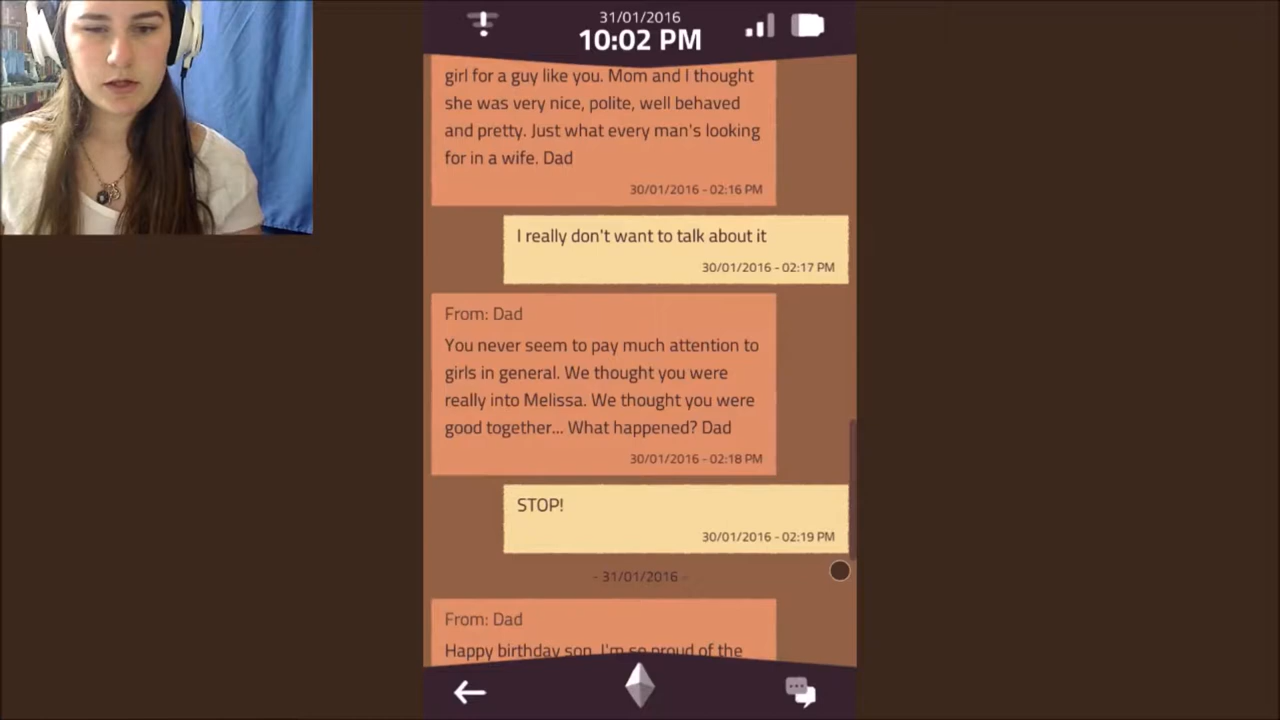 31/01/2016
10:02 PM
girl for a guy like you. Mom and I thought
she was very nice, polite, well behaved
and pretty. Just what every man's looking
for in a wife. Dad
30/01/2016 - 02:16 PM
I really don't want to talk about it
30/01/2016 - 02:17 PM
From: Dad
You never seem to pay much attention to
girls in general. We thought you were
really into Melissa. We thought you were
good together... What happened? Dad
30/01/2016 - 02:18 PM
STOP!
30/01/2016 - 02:19 PM
- 31/01/2016 -
From: Dad
Happy birthday son, I'm so proud of the